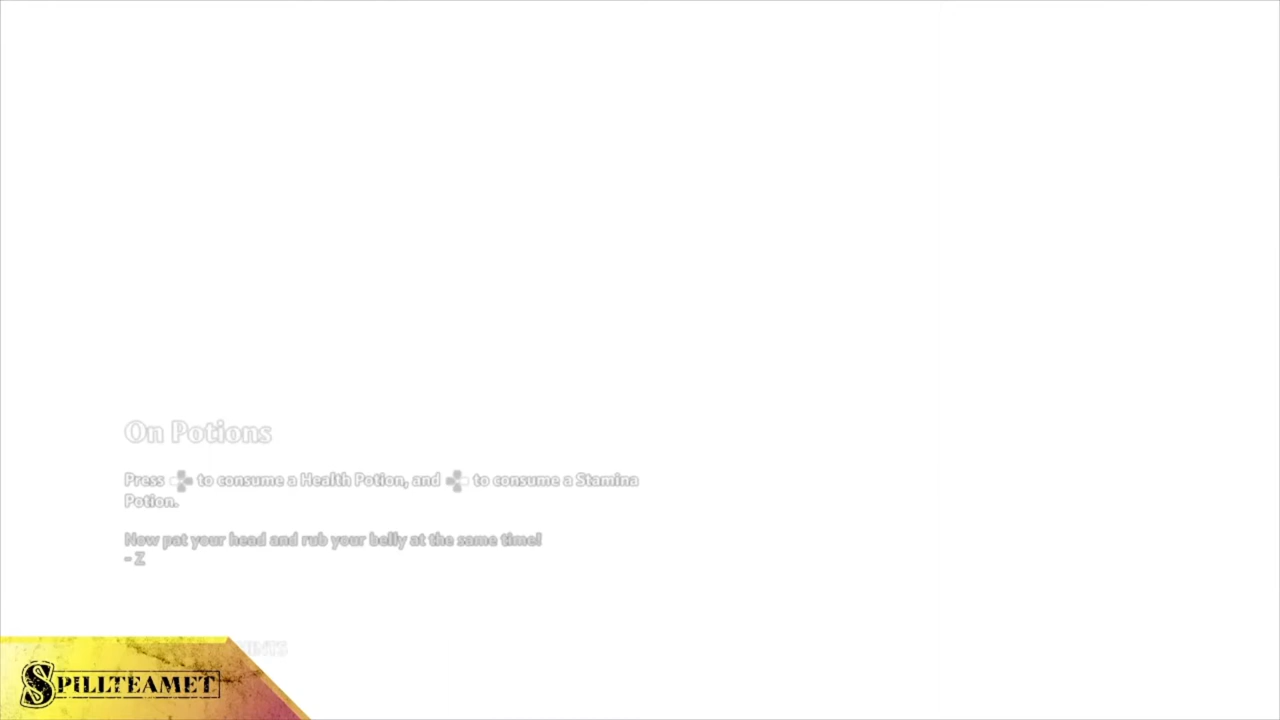 On Potions
Press to consume a Health Potion, and to consume a Stamina
Potion.
Now pat your head and rub your belly at the same time!
- Z
SPILLTEAMET